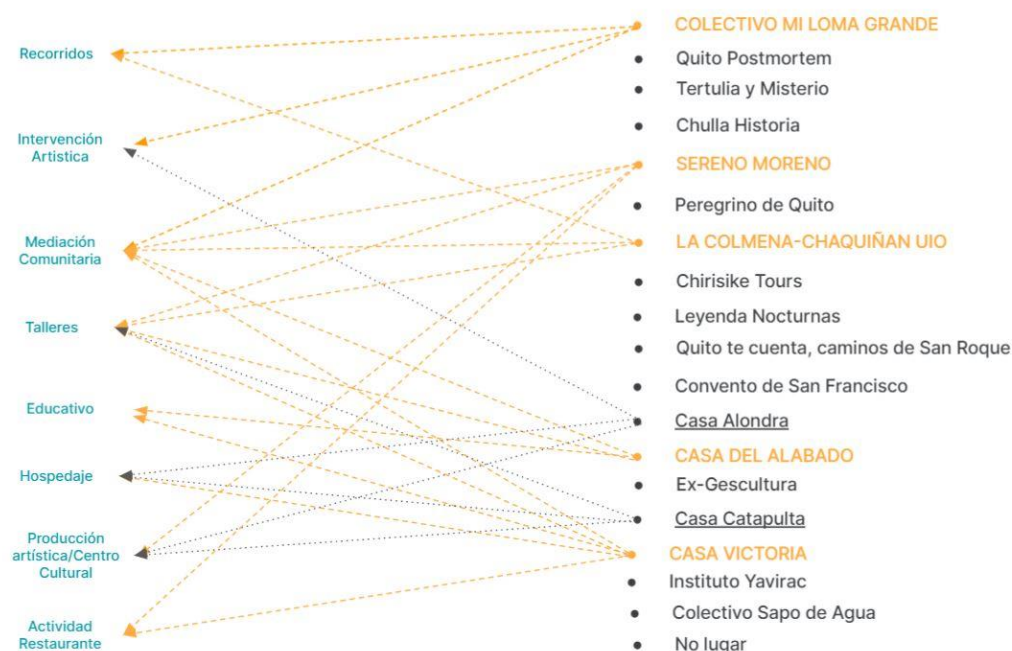 Recorridos
Intervención
Artistica
Mediación
Comunitaria
Talleres
Educativo
Hospedaje
Producción
artística/Centro
Cultural
Actividad
Restaurante
COLECTIVO MI LOMA GRANDE
Quito Postmortem
Tertulia y Misterio
Chulla Historia
SERENO MORENO
Peregrino de Quito
LA COLMENA-CHAQUIÑAN UIO
Chirisike Tours
Leyenda Nocturnas
Quito te cuenta, caminos de San Roque
Convento de San Francisco
Casa Alondra
CASA DEL ALABADO
Ex-Gescultura
Casa Catapulta
CASA VICTORIA
Instituto Yavirac
Colectivo Sapo de Agua
No lugar